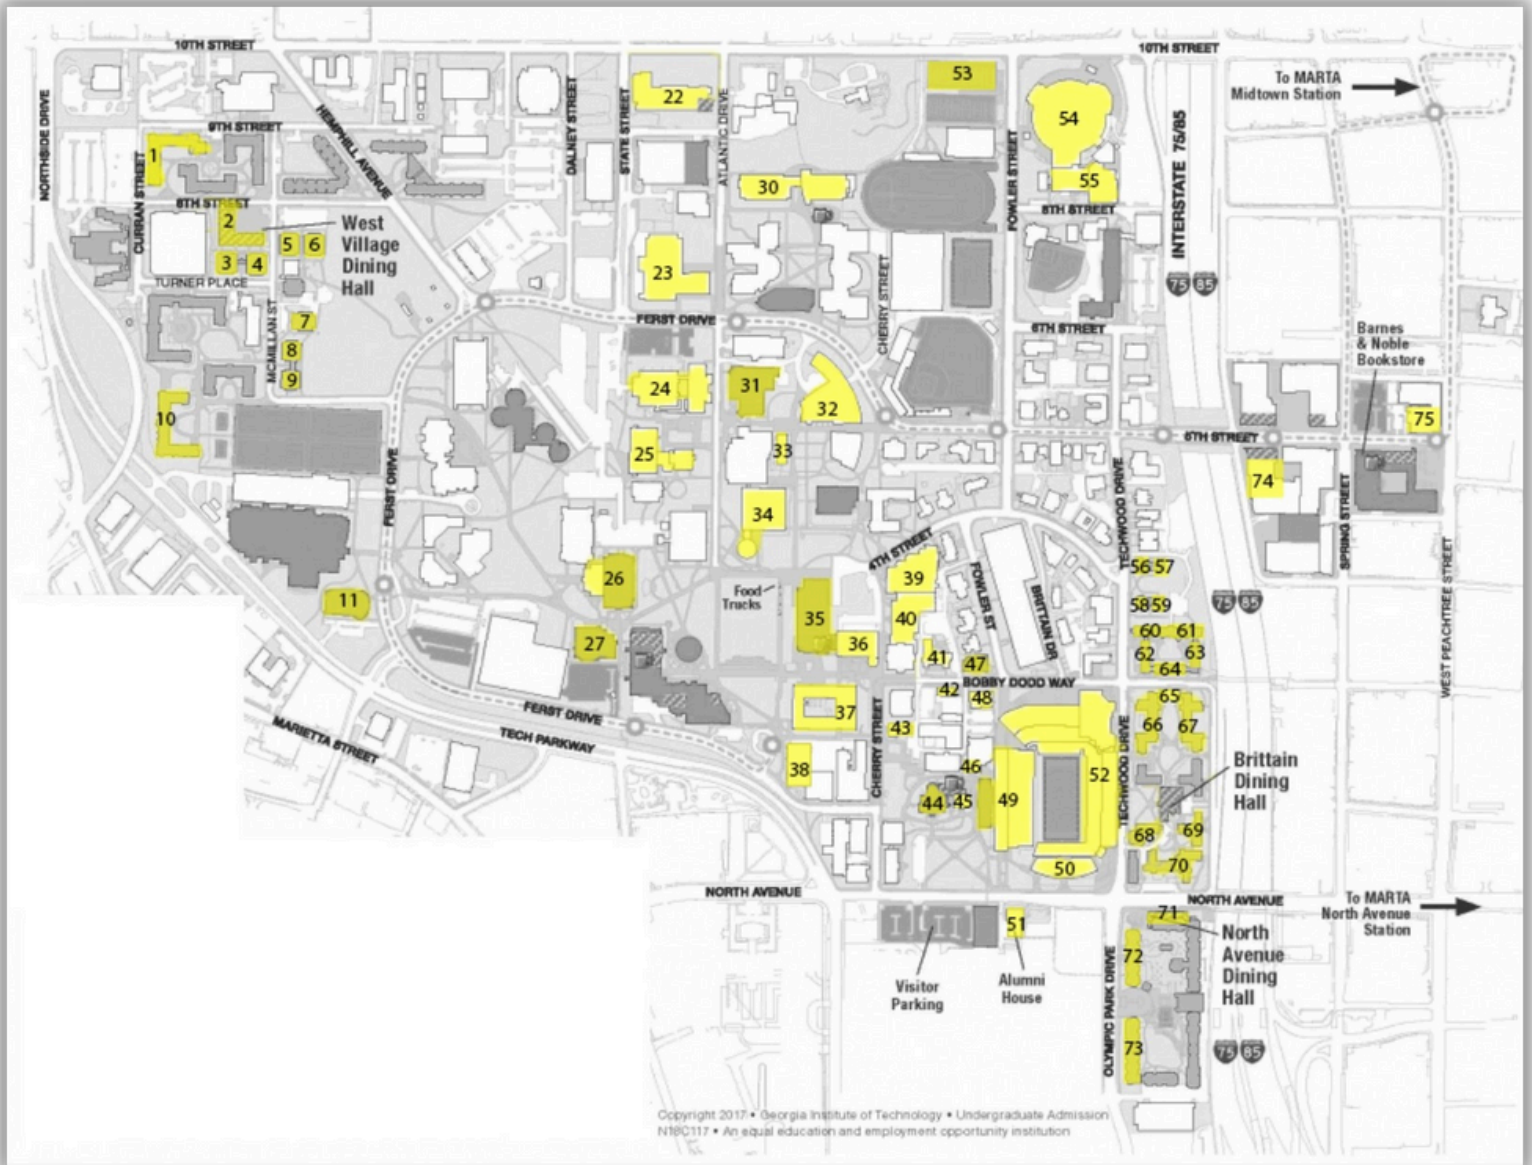 10TH STREET
10TH STREET
53
To MARTA
Midtown Station
22
DALNEY STREET
STATE STREET
ATLANTIC DRIVE
NORTHSIDE DRIVE
HEMPHILL AVENUE
9TH STREET
54
FOWLER STREET
INTERSTATE 75/85
1
CURRAN STREET
30
55
8TH STREET
8TH STREET
2
West
Village
Dining
Hall
5
6
3
4
TURNER PLACE
23
CHERRY STREET
75
85
MCMILLAN ST
7
FERST DRIVE
6TH STREET
Barnes
& Noble
Bookstore
8
9
24
31
32
10
75
5TH STREET
25
33
FERST DRIVE
74
TECHWOOD DRIVE
SPRING STREET
34
4TH STREET
56
57
26
39
FOWLER ST
BRITTAIN DR
WEST PEACHTREE STREET
11
Food
Trucks
35
40
58
59
75
85
27
36
41
47
60
61
62
63
64
BOBBY DODD WAY
42
48
65
37
43
66
67
FERST DRIVE
TECH PARKWAY
MARIETTA STREET
CHERRY STREET
38
46
52
TECHWOOD DRIVE
Brittain
Dining
Hall
44
45
49
68
69
50
70
NORTH AVENUE
NORTH AVENUE
To MARTA
North Avenue
Station
71
51
North
Avenue
Dining
Hall
72
Visitor
Parking
Alumni
House
OLYMPIC PARK DRIVE
73
75
85
Copyright 2017 • Georgia Institute of Technology • Undergraduate Admission
N18C117 • An equal education and employment opportunity institution